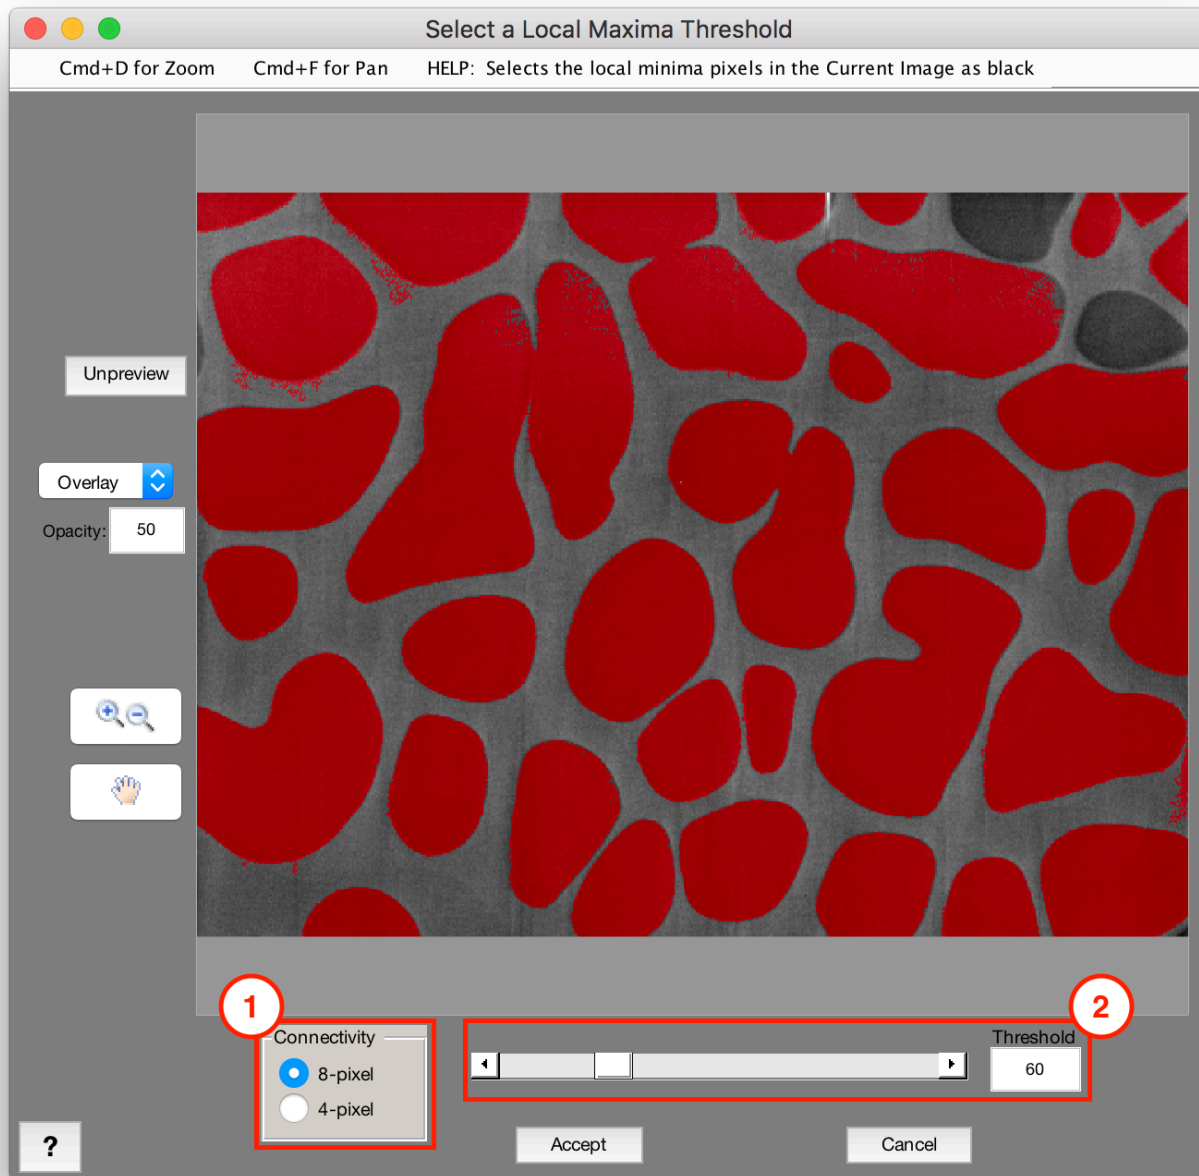 Select a Local Maxima Threshold
Cmd+D for Zoom Cmd+F for Pan HELP: Selects the local minima pixels in the Current Image as black
Unpreview
Overlay
Opacity: 50
1
2
Connectivity
8-pixel
4-pixel
Threshold
60
?
Accept
Cancel